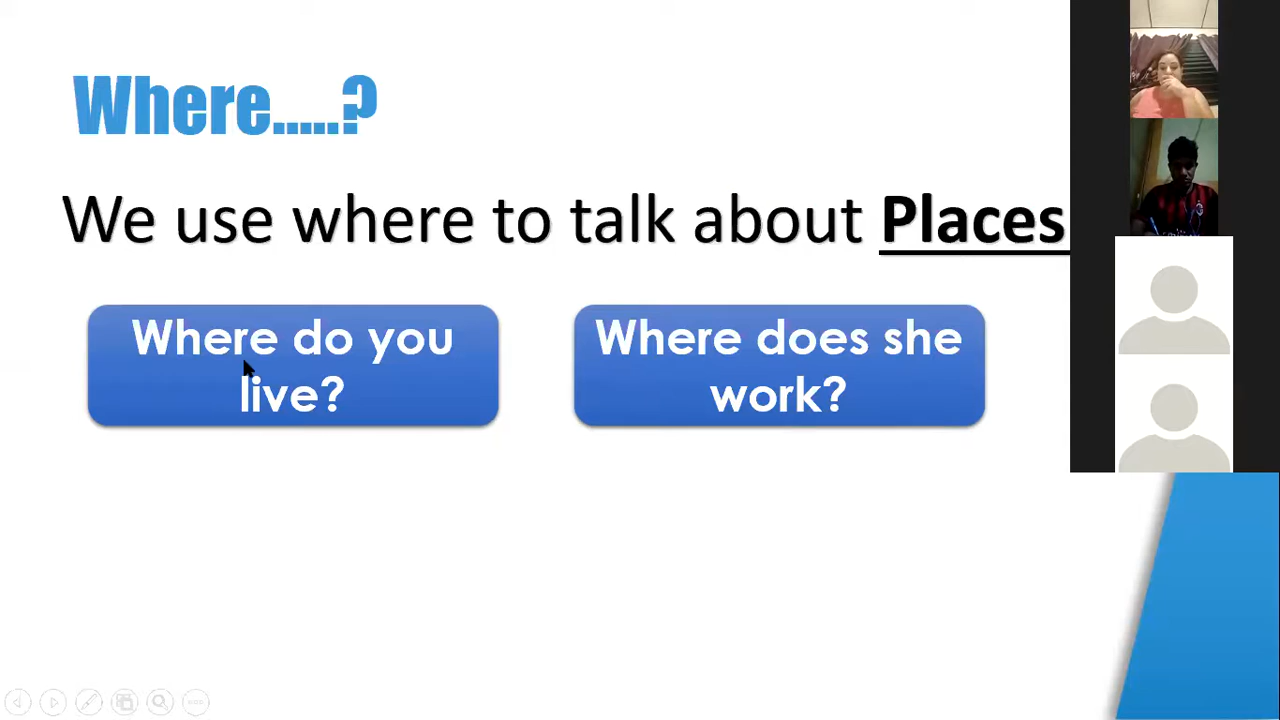 Where.....?
We use where to talk about Places
Where do you
live?
Where does she
work?